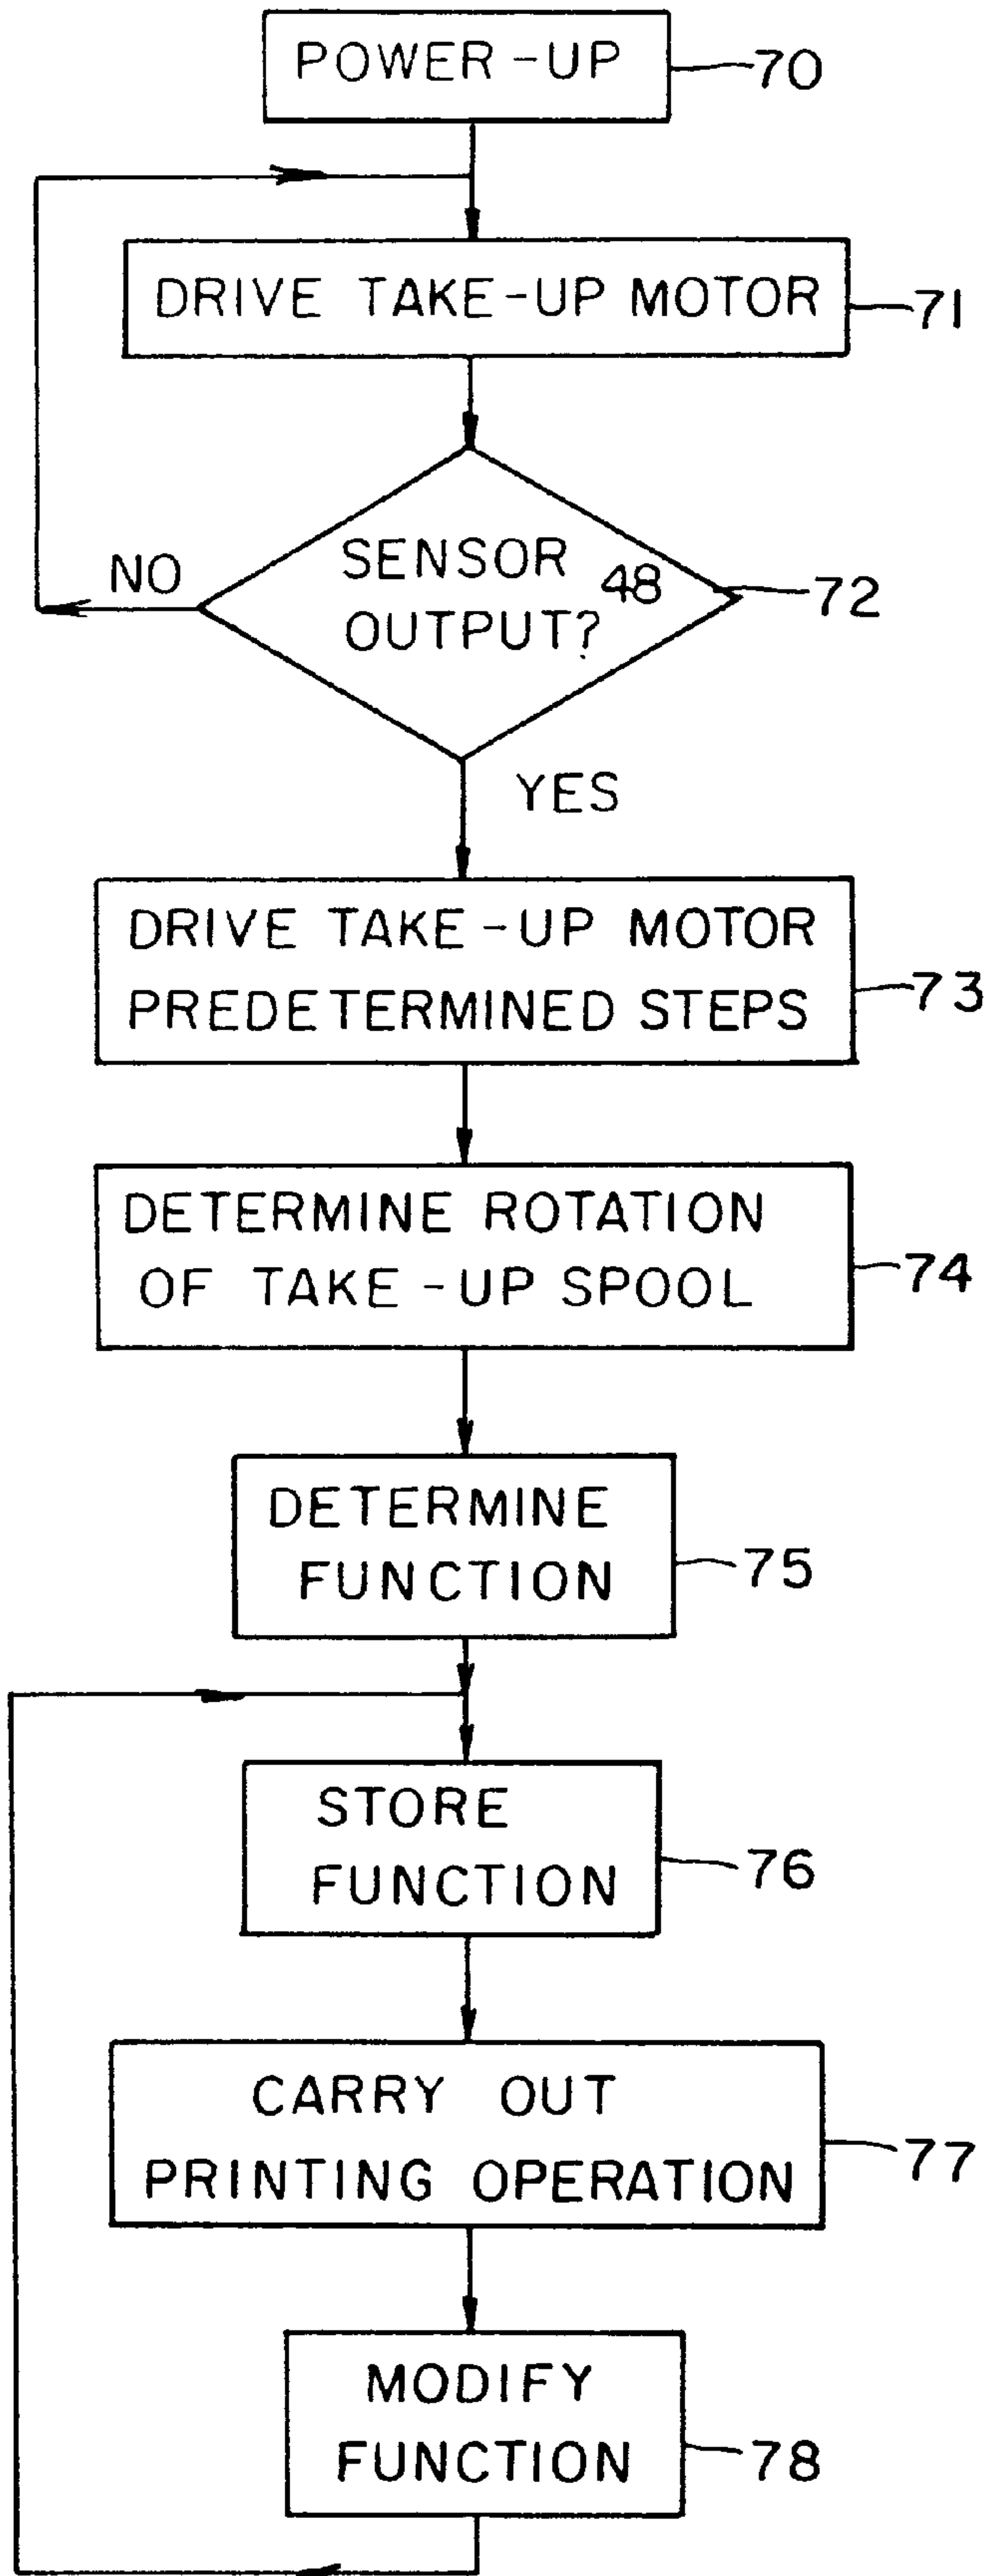 POWER-UP
70
DRIVE TAKE-UP MOTOR
71
SENSOR 48
OUTPUT?
72
NO
YES
DRIVE TAKE-UP MOTOR
PREDETERMINED STEPS
73
DETERMINE ROTATION
OF TAKE-UP SPOOL
74
DETERMINE
FUNCTION
75
STORE
FUNCTION
76
CARRY OUT
PRINTING OPERATION
77
MODIFY
FUNCTION
78